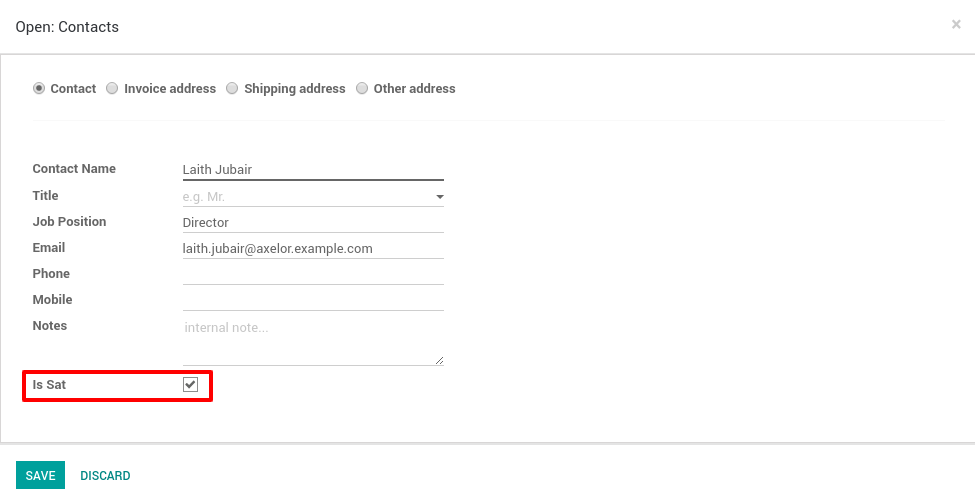 Open: Contacts
×
Contact Invoice address Shipping address Other address
Contact Name Laith Jubair
Title e.g. Mr.
Job Position Director
Email laith.jubair@axelor.example.com
Phone
Mobile
Notes internal note...
Is Sat
SAVE DISCARD